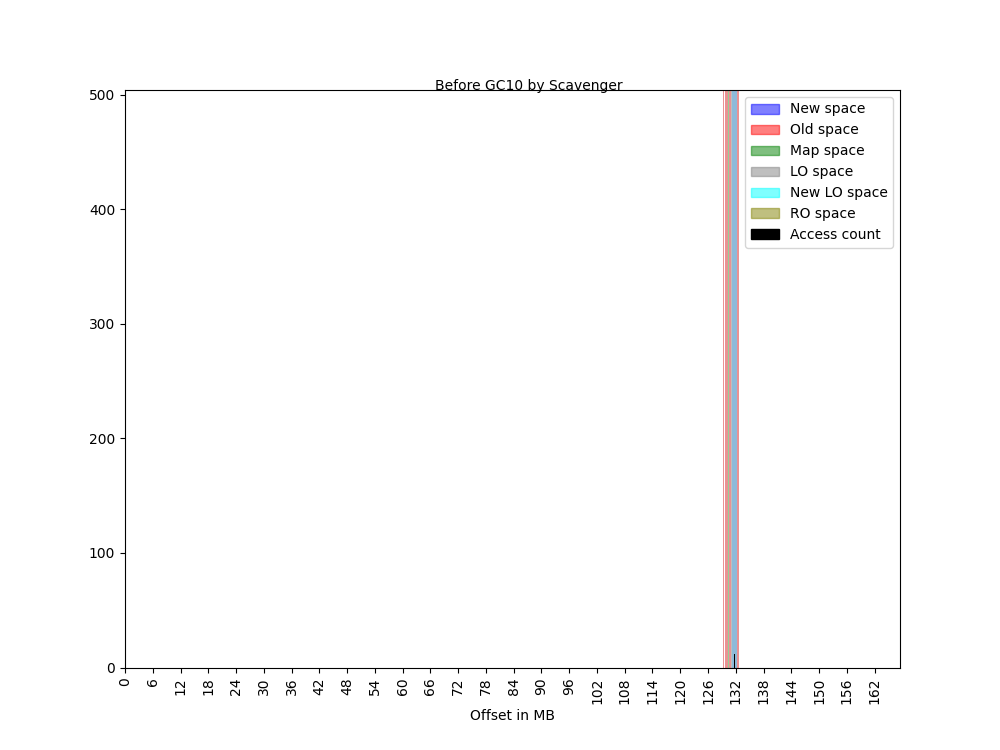 Before GC10 by Scavenger
500
400
300
200
100
0
New space
Old space
Map space
LO space
New LO space
RO space
Access count
0 6 12 18 24 30 36 42 48 54 60 66 72 78 84 90 96 102 108 114 120 126 132 138 144 150 156 162
Offset in MB